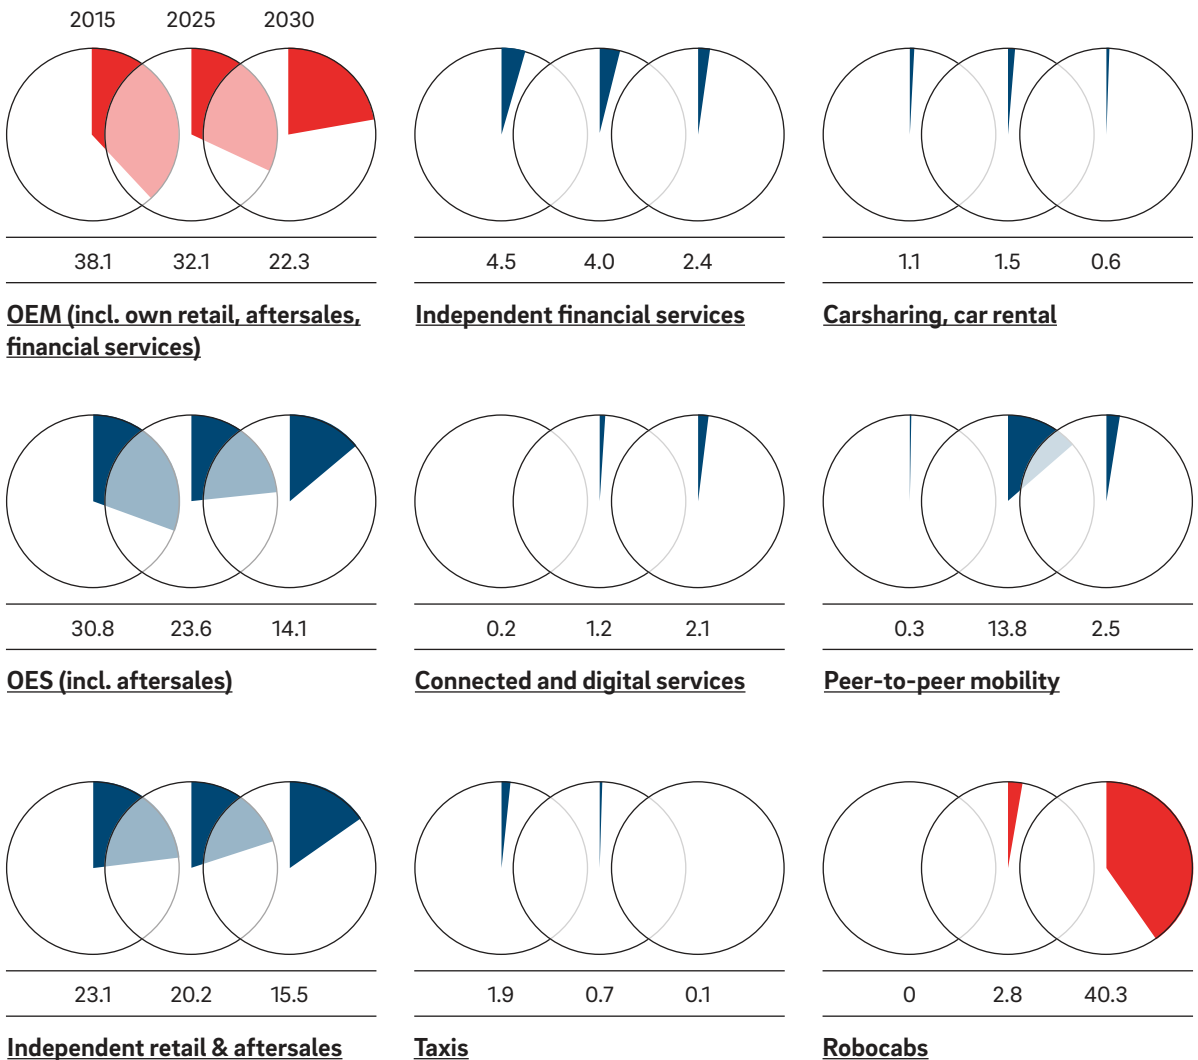 2015 2025 2030
38.1 32.1 22.3
OEM (incl. own retail, aftersales,
financial services)
4.5 4.0 2.4
Independent financial services
1.1 1.5 0.6
Carsharing, car rental
30.8 23.6 14.1
OES (incl. aftersales)
0.2 1.2 2.1
Connected and digital services
0.3 13.8 2.5
Peer-to-peer mobility
23.1 20.2 15.5
Independent retail & aftersales
1.9 0.7 0.1
Taxis
0 2.8 40.3
Robocabs